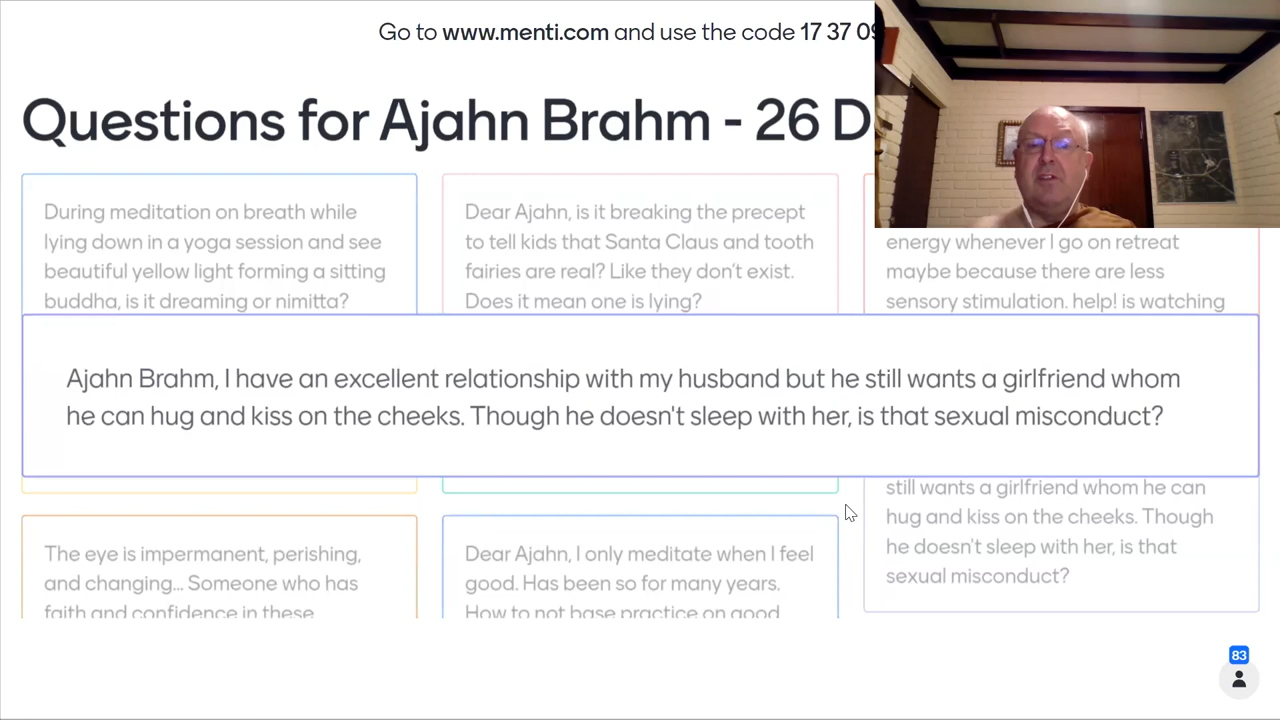 Go to www.menti.com and use the code 17 37 09
Questions for Ajahn Brahm - 26 D
During meditation on breath while
lying down in a yoga session and see
beautiful yellow light forming a sitting
buddha, is it dreaming or nimitta?
Dear Ajahn, is it breaking the precept
to tell kids that Santa Claus and tooth
fairies are real? Like they don't exist.
Does it mean one is lying?
energy whenever I go on retreat
maybe because there are less
sensory stimulation. help! is watching
Ajahn Brahm, I have an excellent relationship with my husband but he still wants a girlfriend whom
he can hug and kiss on the cheeks. Though he doesn't sleep with her, is that sexual misconduct?
The eye is impermanent, perishing,
and changing... Someone who has
faith and confidence in these
Dear Ajahn, I only meditate when I feel
good. Has been so for many years.
How to not base practice on good
still wants a girlfriend whom he can
hug and kiss on the cheeks. Though
he doesn't sleep with her, is that
sexual misconduct?
83